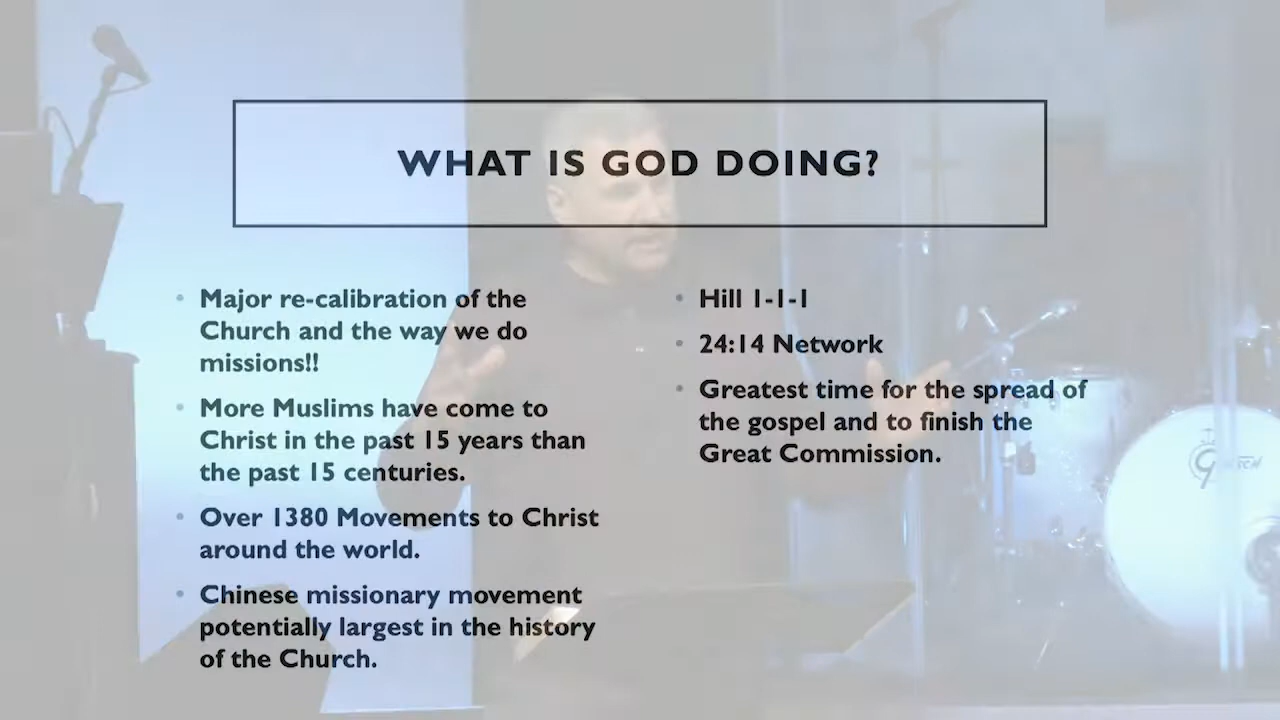 WHAT IS GOD DOING?
• Major re-calibration of the
Church and the way we do
missions!!
• More Muslims have come to
Christ in the past 15 years than
the past 15 centuries.
• Over 1380 Movements to Christ
around the world.
• Chinese missionary movement
potentially largest in the history
of the Church.
• Hill 1-1-1
• 24:14 Network
• Greatest time for the spread of
the gospel and to finish the
Great Commission.